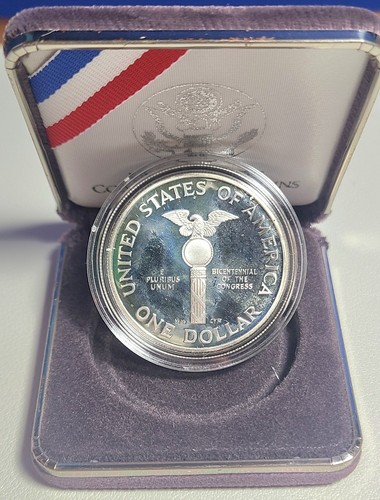 UNITED STATES OF AMERICA
E
PLURIBUS
UNUM
BICENTENNIAL
OF THE
CONGRESS
ONE DOLLAR